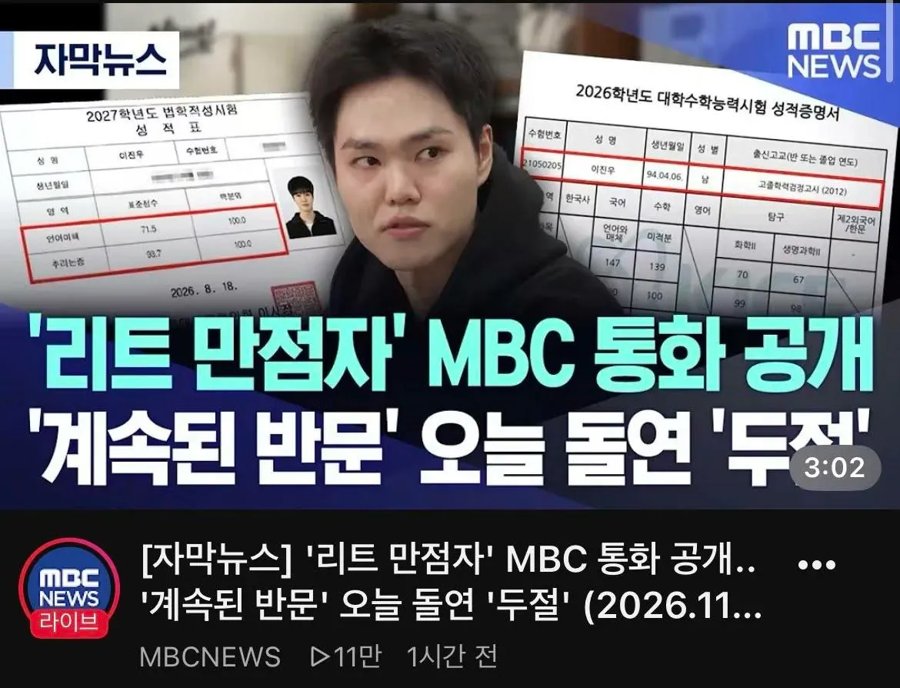 자막뉴스
MBC
NEWS
2027학년도 법학적성시험
성 적 표
성 명
이진우
수험번호
생년월일
영 역
표준점수
백분위
언어이해
71.5
100.0
추리논증
93.7
100.0
2026. 8. 18.
2026학년도 대학수학능력시험 성적증명서
수험번호
성 명
생년월일
성 별
출신고교(반 또는 졸업 연도)
21050205
이진우
94.04.06.
남
고졸학력검정고시 (2012)
한국사
국어
수학
영어
탐구
제2외국어
/한문
언어와
매체
미적분
화학II
생명과학II
147
139
70
67
100
99
98
'리트 만점자' MBC 통화 공개
'계속된 반문' 오늘 돌연 '두절'
3:02
MBC
NEWS
라이브
[자막뉴스] '리트 만점자' MBC 통화 공개..
'계속된 반문' 오늘 돌연 '두절' (2026.11...
MBCNEWS ▷11만 1시간 전